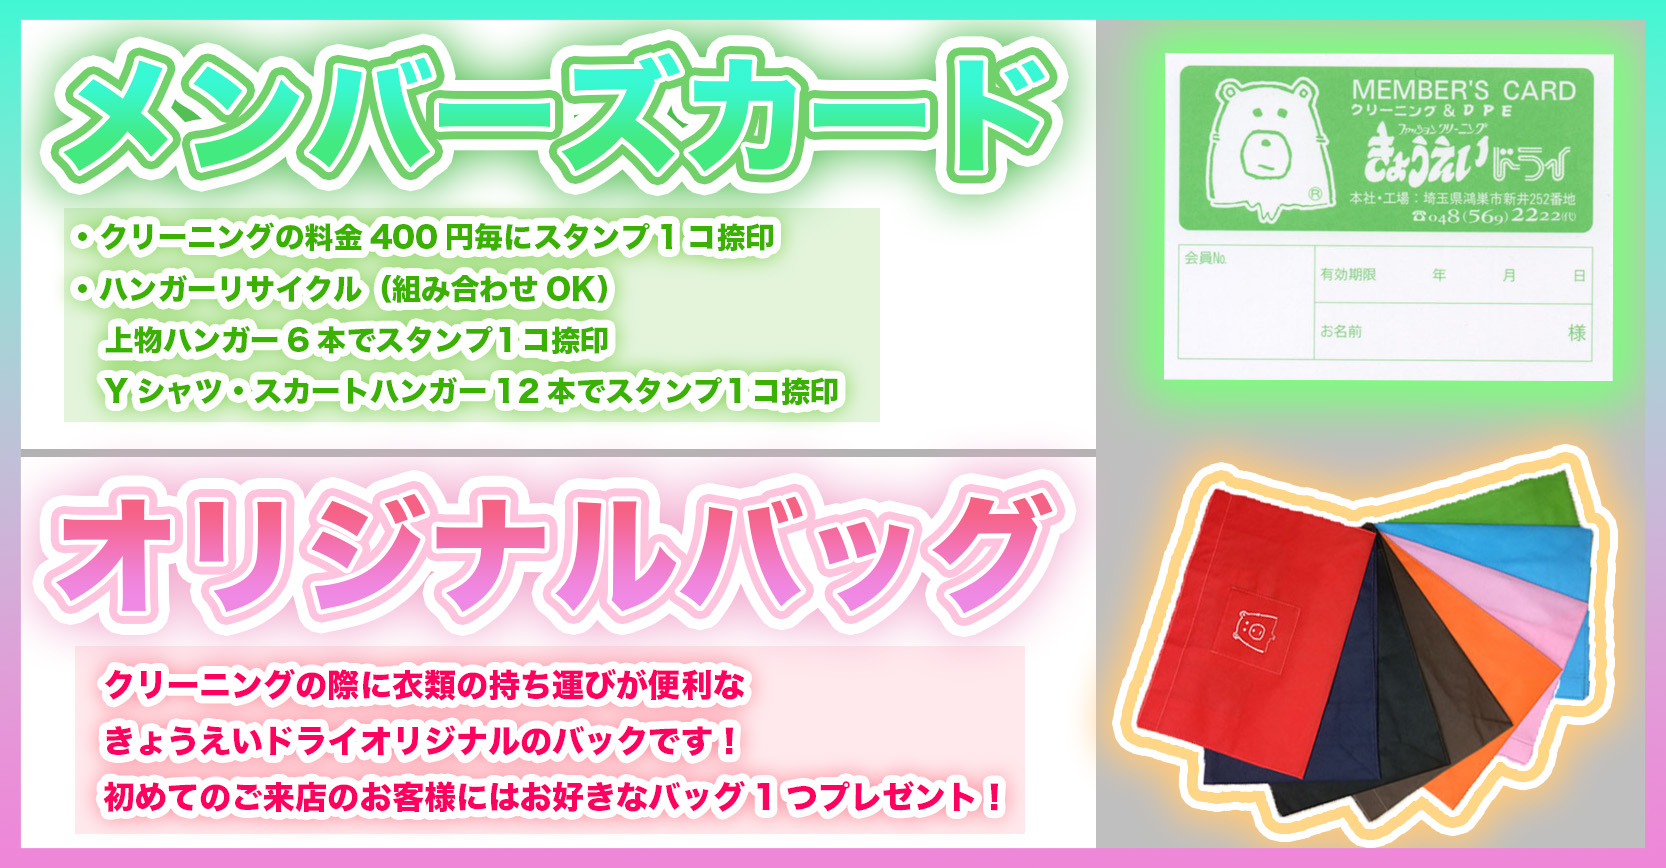 メンバーズカード
・クリーニングの料金400円毎にスタンプ1コ捺印
・ハンガーリサイクル（組み合わせOK）
上物ハンガー6本でスタンプ1コ捺印
Yシャツ・スカートハンガー12本でスタンプ1コ捺印
MEMBER'S CARD
クリーニング&DPE
ファッションクリーニング
きょうえいドライ
®
本社・工場：埼玉県鴻巣市新井252番地
☎048(569)2222(代)
会員No.
有効期限 年 月 日
お名前 様
オリジナルバッグ
クリーニングの際に衣類の持ち運びが便利な
きょうえいドライオリジナルのバックです！
初めてのご来店のお客様にはお好きなバッグ1つプレゼント！